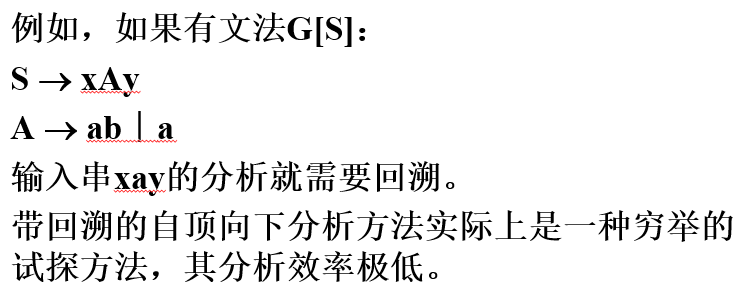 例如，如果有文法G[S]：
S → xAy
A → ab｜a
输入串xay的分析就需要回溯。
带回溯的自顶向下分析方法实际上是一种穷举的
试探方法，其分析效率极低。